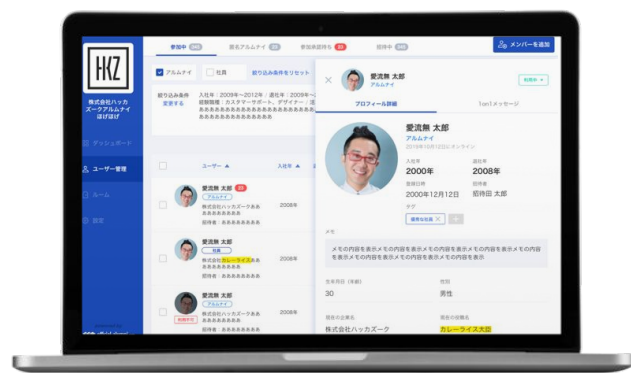 HKZ
株式会社ハッカ
ズークアルムナイ
ほげほげ
ダッシュボード
ユーザー管理
ルーム
設定
参加中
匿名アルムナイ
参加承認待ち
招待中
メンバーを追加
アルムナイ
社員
絞り込み条件をリセット
絞り込み条件
変更する
入社年：2009年〜2012年｜退社年：2009年〜
経験職種：カスタマーサポート、デザイナー｜活
ユーザー
入社年
愛流無 太郎
アルムナイ
株式会社ハッカズークああ
ああああああああ
招待者：ああああああああ
2008年
愛流無 太郎
社員
株式会社カレーライスああ
ああああああああ
招待者：ああああああああ
2008年
愛流無 太郎
アルムナイ
株式会社ハッカズークああ
ああああああああ
招待者：ああああああああ
2008年
愛流無 太郎
アルムナイ
プロフィール詳細
1on1メッセージ
愛流無 太郎
アルムナイ
入社年
退社年
2000年
2008年
登録日時
招待者
2000年12月12日
招待田 太郎
タグ
優秀な社員
メモ
メモの内容を表示メモの内容を表示メモの内容を表示メモの内容を表示メモの内容
を表示メモの内容を表示メモの内容を表示メモの内容を表示
生年月日（年齢）
性別
30
男性
現在の企業名
現在の役職名
株式会社ハッカズーク
カレーライス大臣